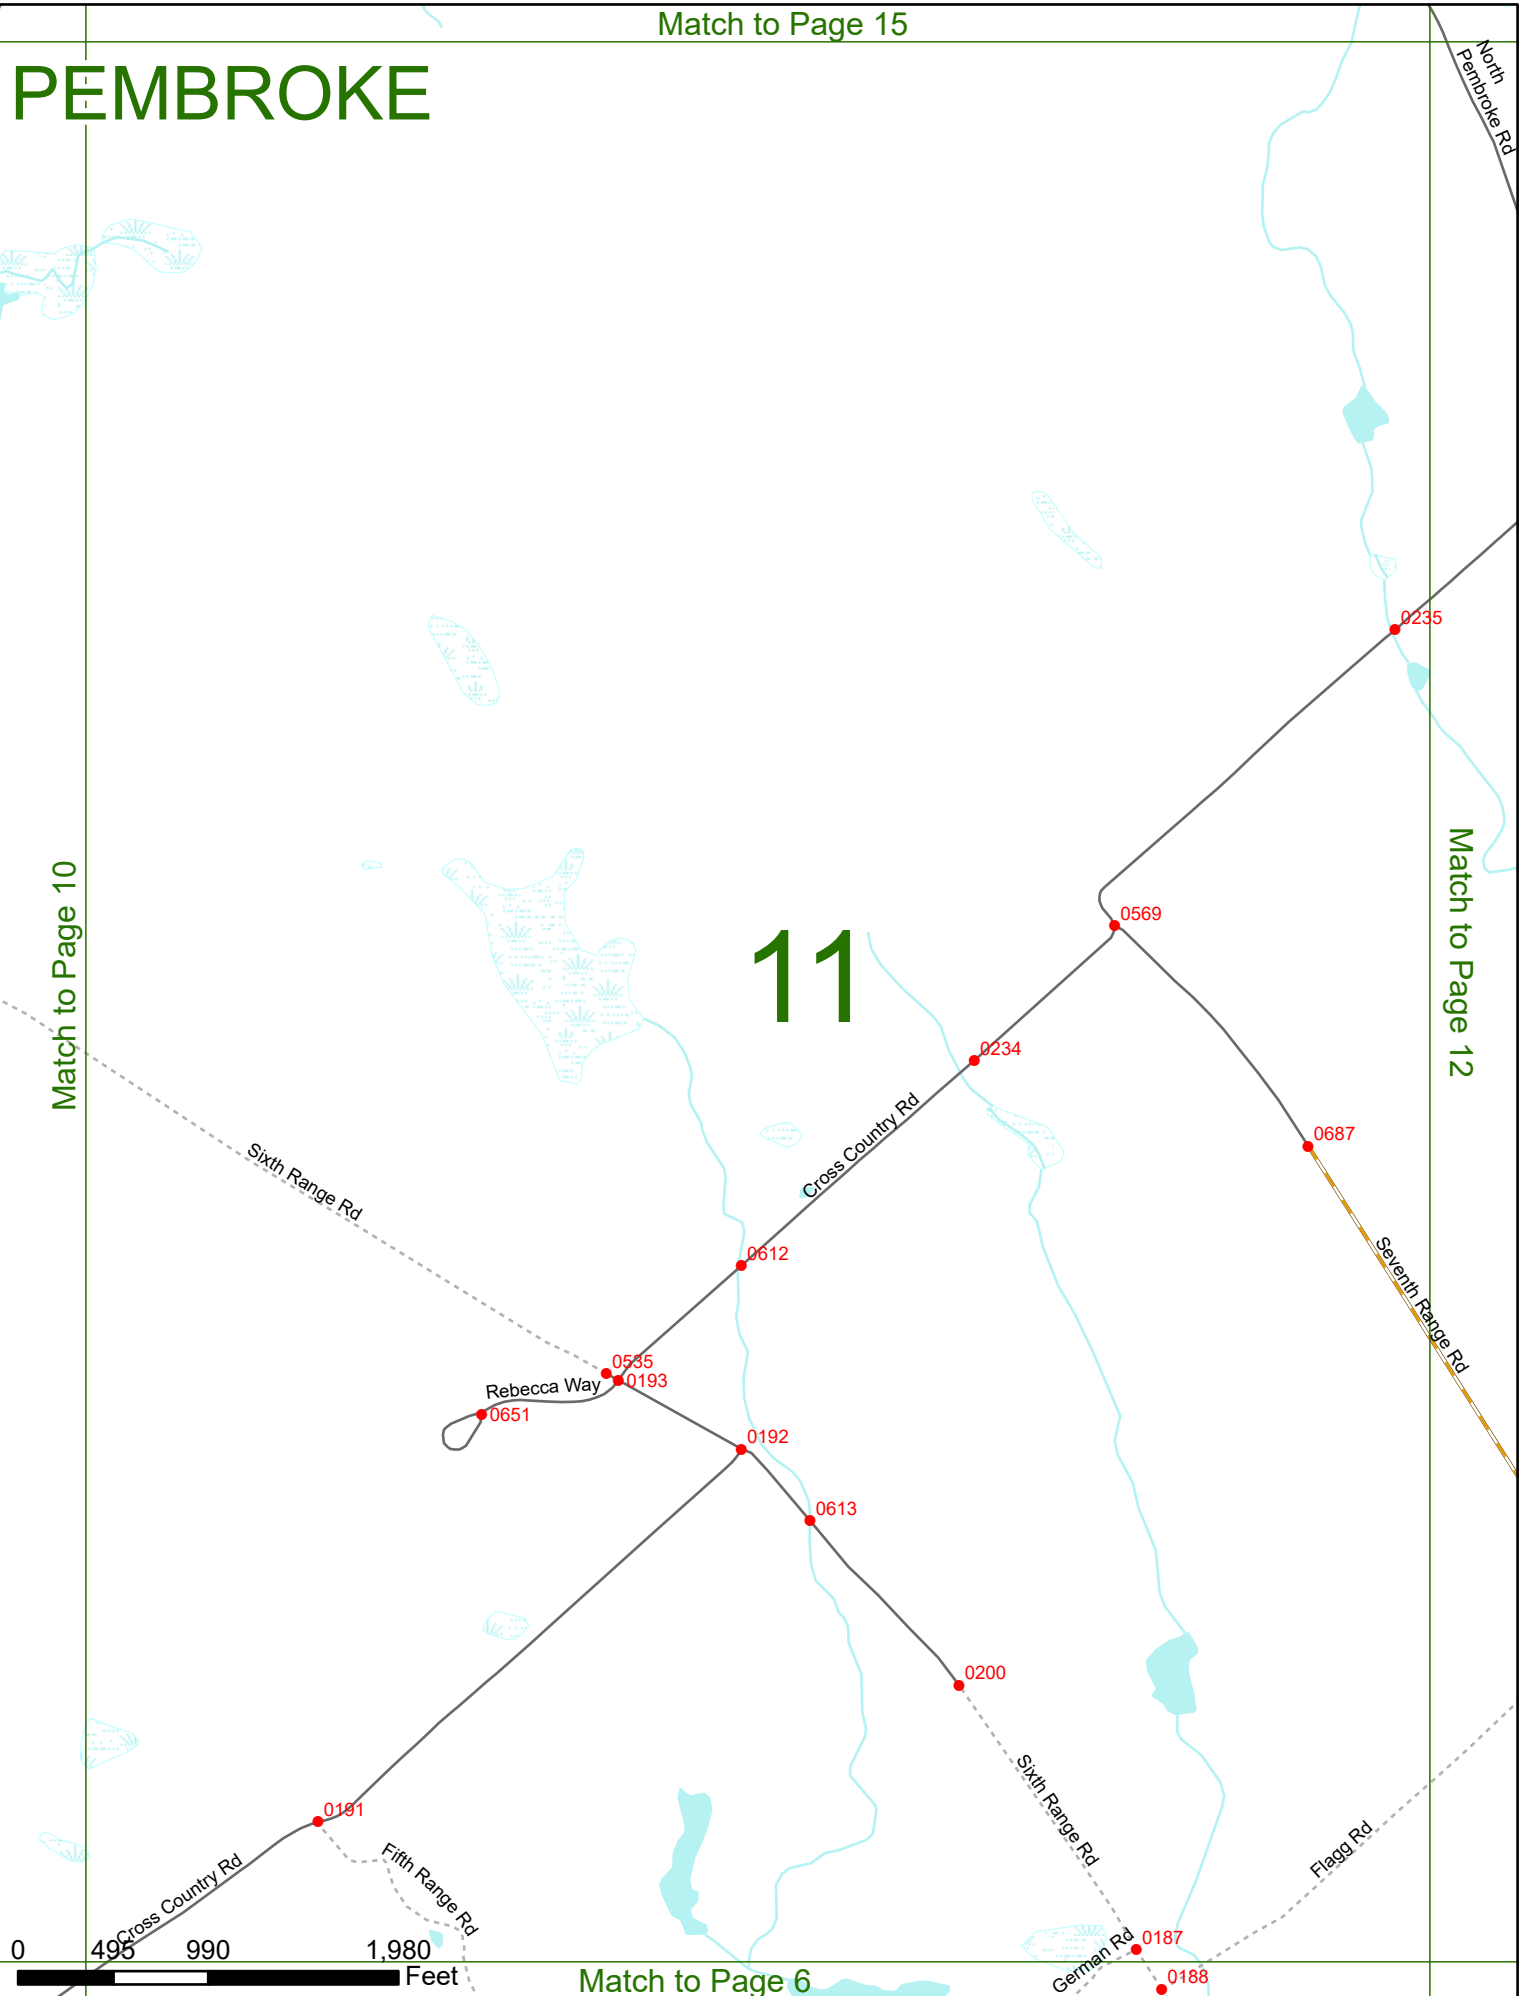 Match to Page 15
PEMBROKE
North
Pembroke Rd
0235
Match to Page 10
Match to Page 12
11
0569
0234
Cross Country Rd
0687
Sixth Range Rd
Seventh Range Rd
0612
0535
0193
Rebecca Way
0651
0192
0613
0200
Sixth Range Rd
0191
Fifth Range Rd
Flagg Rd
Cross Country Rd
0187
German Rd
0188
0 495 990 1,980
Feet
Match to Page 6